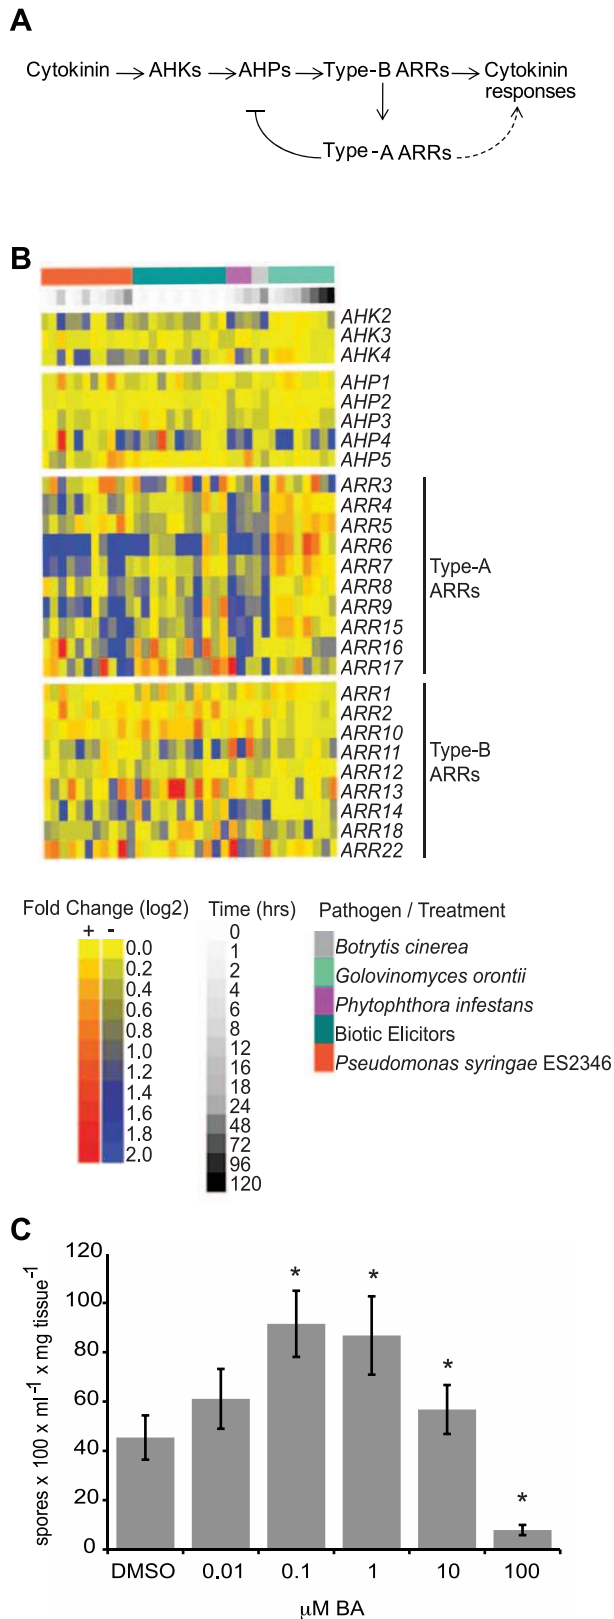 A
Cytokinin AHKs AHPs Type-B ARRs Cytokinin
responses
Type-A ARRs
B
AHK2
AHK3
AHK4
AHP1
AHP2
AHP3
AHP4
AHP5
ARR3
ARR4
ARR5
ARR6
ARR7
ARR8
ARR9
ARR15
ARR16
ARR17
Type-A
ARRs
ARR1
ARR2
ARR10
ARR11
ARR12
ARR13
ARR14
ARR18
ARR22
Type-B
ARRs
Fold Change (log2)
+ -
0.0
0.2
0.4
0.6
0.8
1.0
1.2
1.4
1.6
1.8
2.0
Time (hrs)
0
1
2
4
6
8
12
16
18
24
48
72
96
120
Pathogen / Treatment
Botrytis cinerea
Golovinomyces orontii
Phytophthora infestans
Biotic Elicitors
Pseudomonas syringae ES2346
C
spores x 100 x ml⁻¹ x mg tissue⁻¹
120
100
80
60
40
20
0
* * * *
DMSO 0.01 0.1 1 10 100
µM BA